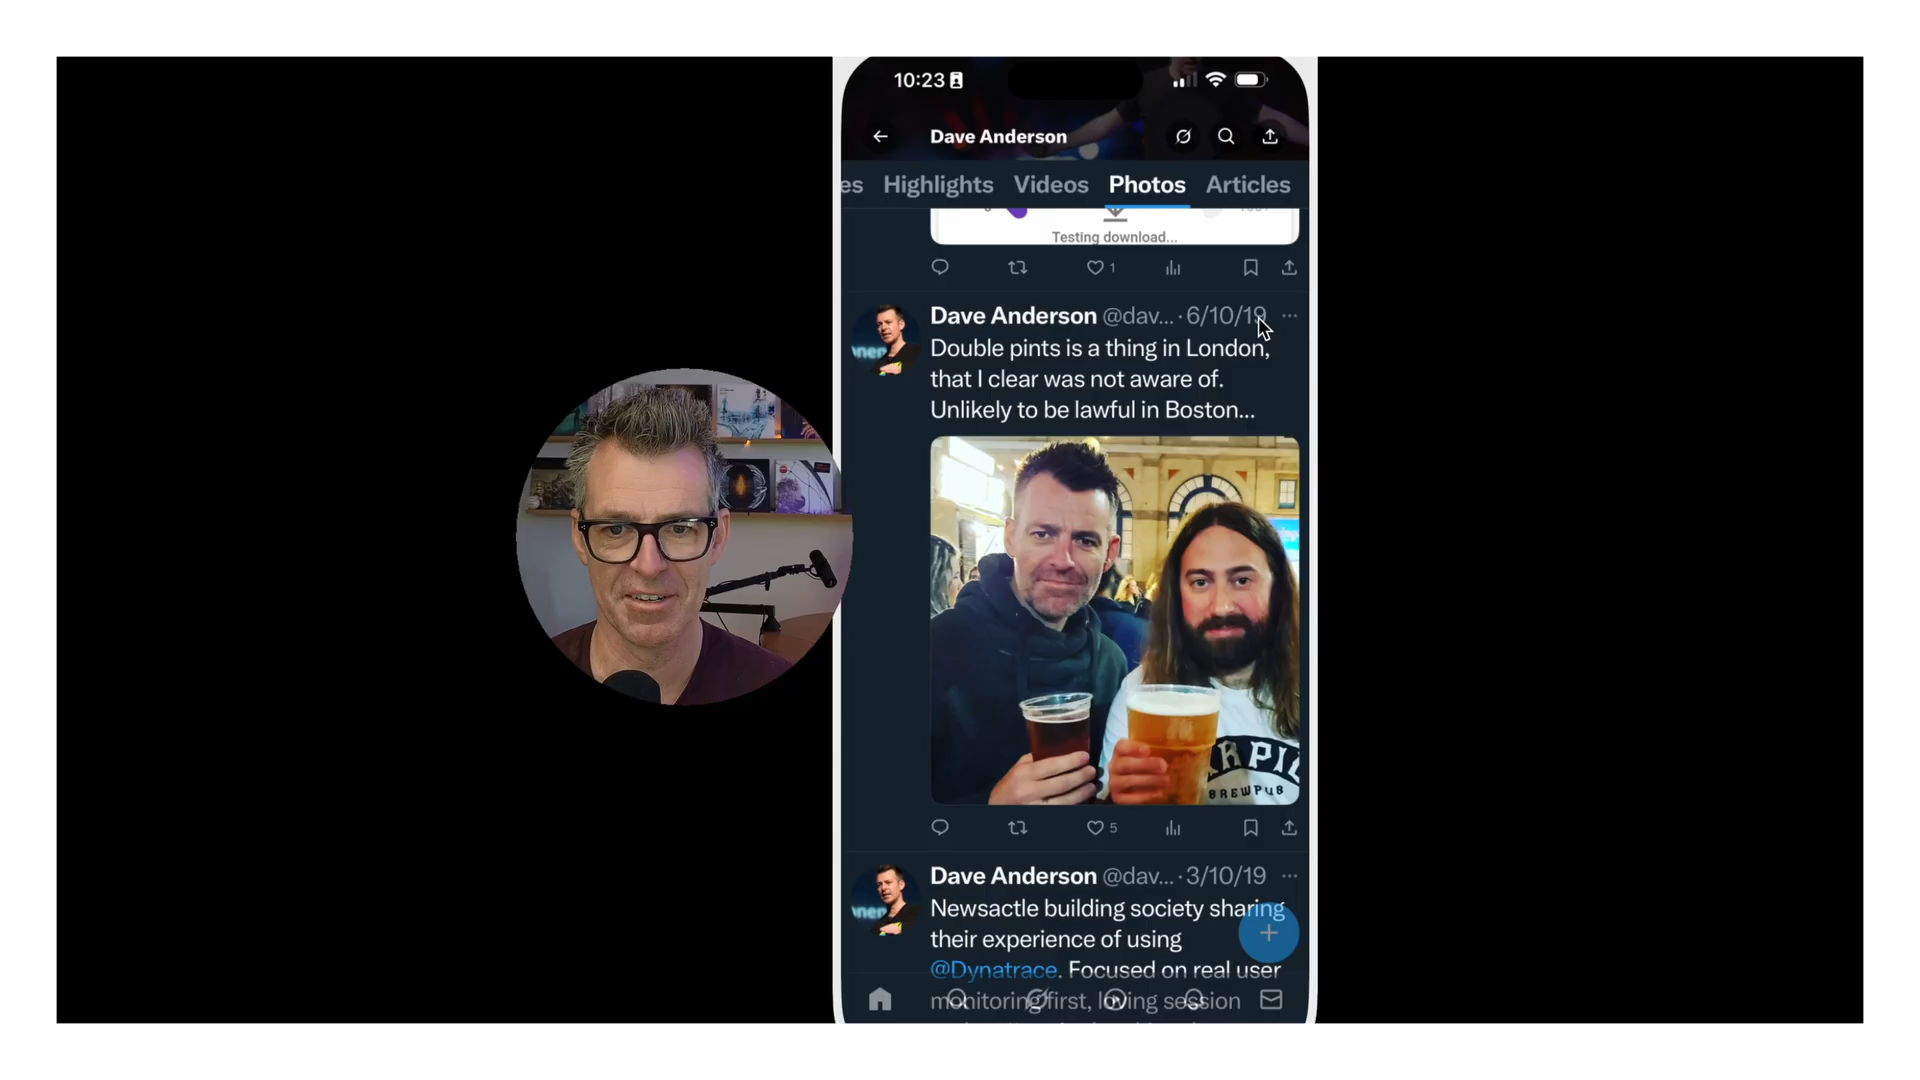 10:23
Dave Anderson
es Highlights Videos Photos Articles
Testing download...
1
Dave Anderson @dav... · 6/10/19
Double pints is a thing in London,
that I clear was not aware of.
Unlikely to be lawful in Boston...
BREWPUB
5
Dave Anderson @dav... · 3/10/19
Newsactle building society sharing
their experience of using
@Dynatrace. Focused on real user
monitoring first, loving session